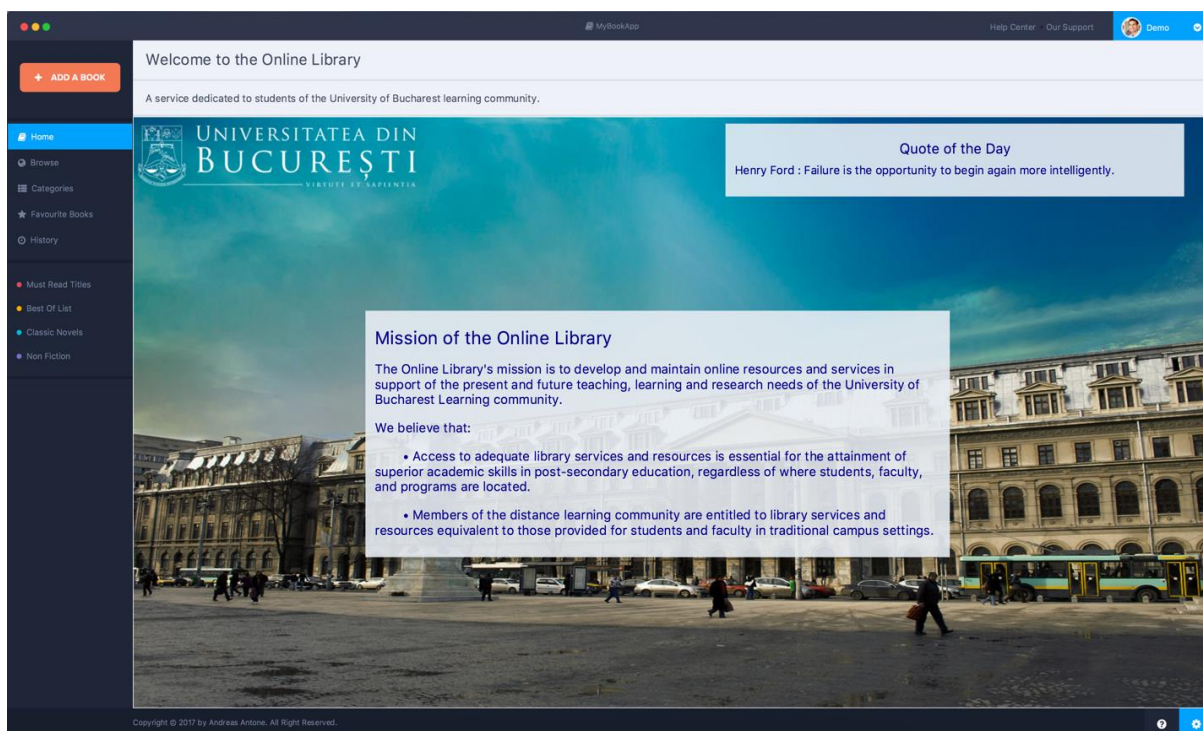 MyBookApp
Help Center
Our Support
Demo
+ ADD A BOOK
Home
Browse
Categories
Favourite Books
History
Must Read Titles
Best Of List
Classic Novels
Non Fiction
Welcome to the Online Library
A service dedicated to students of the University of Bucharest learning community.
UNIVERSITATEA DIN
BUCUREȘTI
VIRTUTE ET SAPIENTIA
Quote of the Day
Henry Ford : Failure is the opportunity to begin again more intelligently.
Mission of the Online Library
The Online Library's mission is to develop and maintain online resources and services in
support of the present and future teaching, learning and research needs of the University of
Bucharest Learning community.
We believe that:
• Access to adequate library services and resources is essential for the attainment of
superior academic skills in post-secondary education, regardless of where students, faculty,
and programs are located.
• Members of the distance learning community are entitled to library services and
resources equivalent to those provided for students and faculty in traditional campus settings.
Copyright © 2017 by Andreas Antone. All Right Reserved.